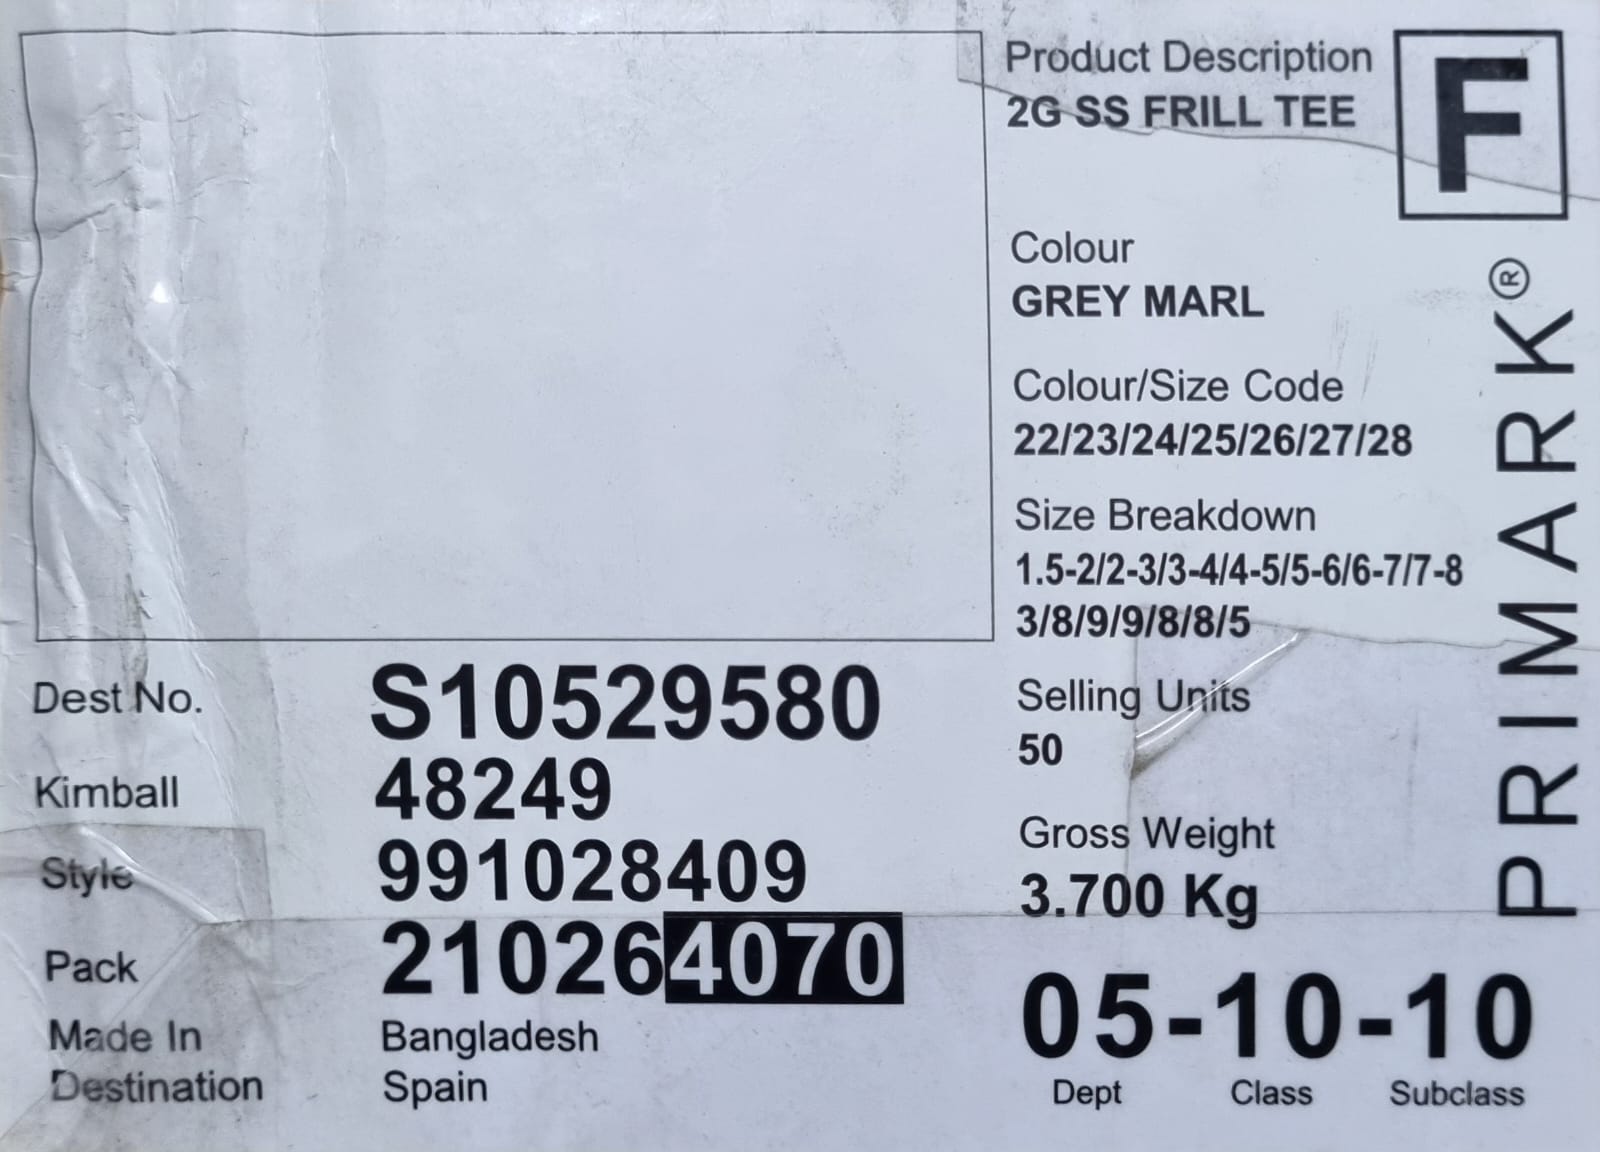 Product Description
2G SS FRILL TEE
F
Colour
GREY MARL
Colour/Size Code
22/23/24/25/26/27/28
Size Breakdown
1.5-2/2-3/3-4/4-5/5-6/6-7/7-8
3/8/9/9/8/8/5
Selling Units
50
Gross Weight
3.700 Kg
PRIMARK®
Dest No. S10529580
Kimball 48249
Style 991028409
Pack 210264070
Made In Bangladesh
Destination Spain
05-10-10
Dept Class Subclass